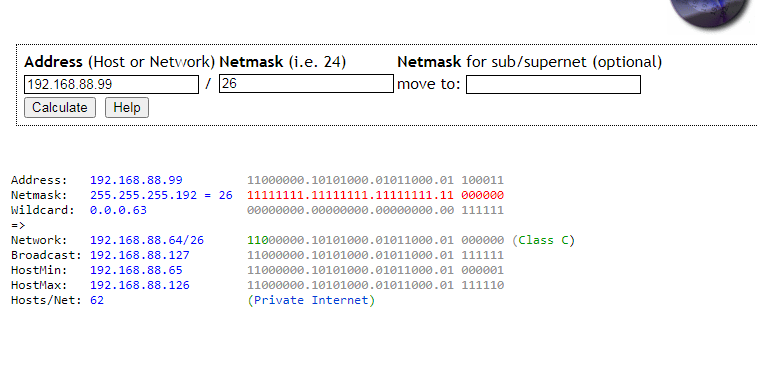 Address (Host or Network) Netmask (i.e. 24) Netmask for sub/supernet (optional)
192.168.88.99 / 26 move to:
Calculate Help
Address: 192.168.88.99 11000000.10101000.01011000.01 100011
Netmask: 255.255.255.192 = 26 11111111.11111111.11111111.11 000000
Wildcard: 0.0.0.63 00000000.00000000.00000000.00 111111
=>
Network: 192.168.88.64/26 11000000.10101000.01011000.01 000000 (Class C)
Broadcast: 192.168.88.127 11000000.10101000.01011000.01 111111
HostMin: 192.168.88.65 11000000.10101000.01011000.01 000001
HostMax: 192.168.88.126 11000000.10101000.01011000.01 111110
Hosts/Net: 62 (Private Internet)